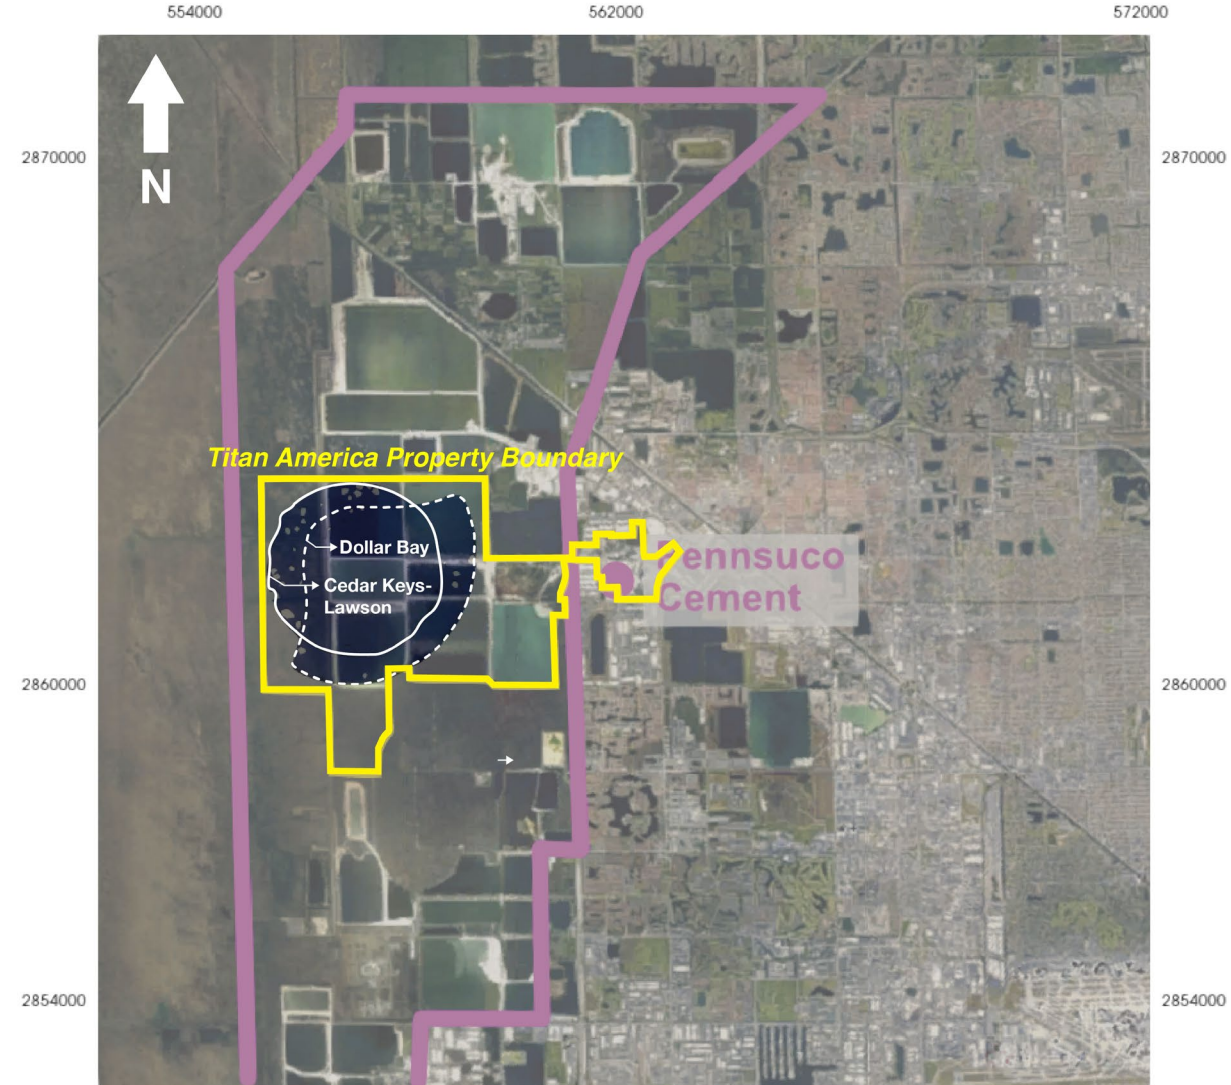 554000
562000
572000
2870000
2870000
N
Titan America Property Boundary
Dollar Bay
Cedar Keys-
Lawson
Pennsuco
Cement
2860000
2860000
2854000
2854000